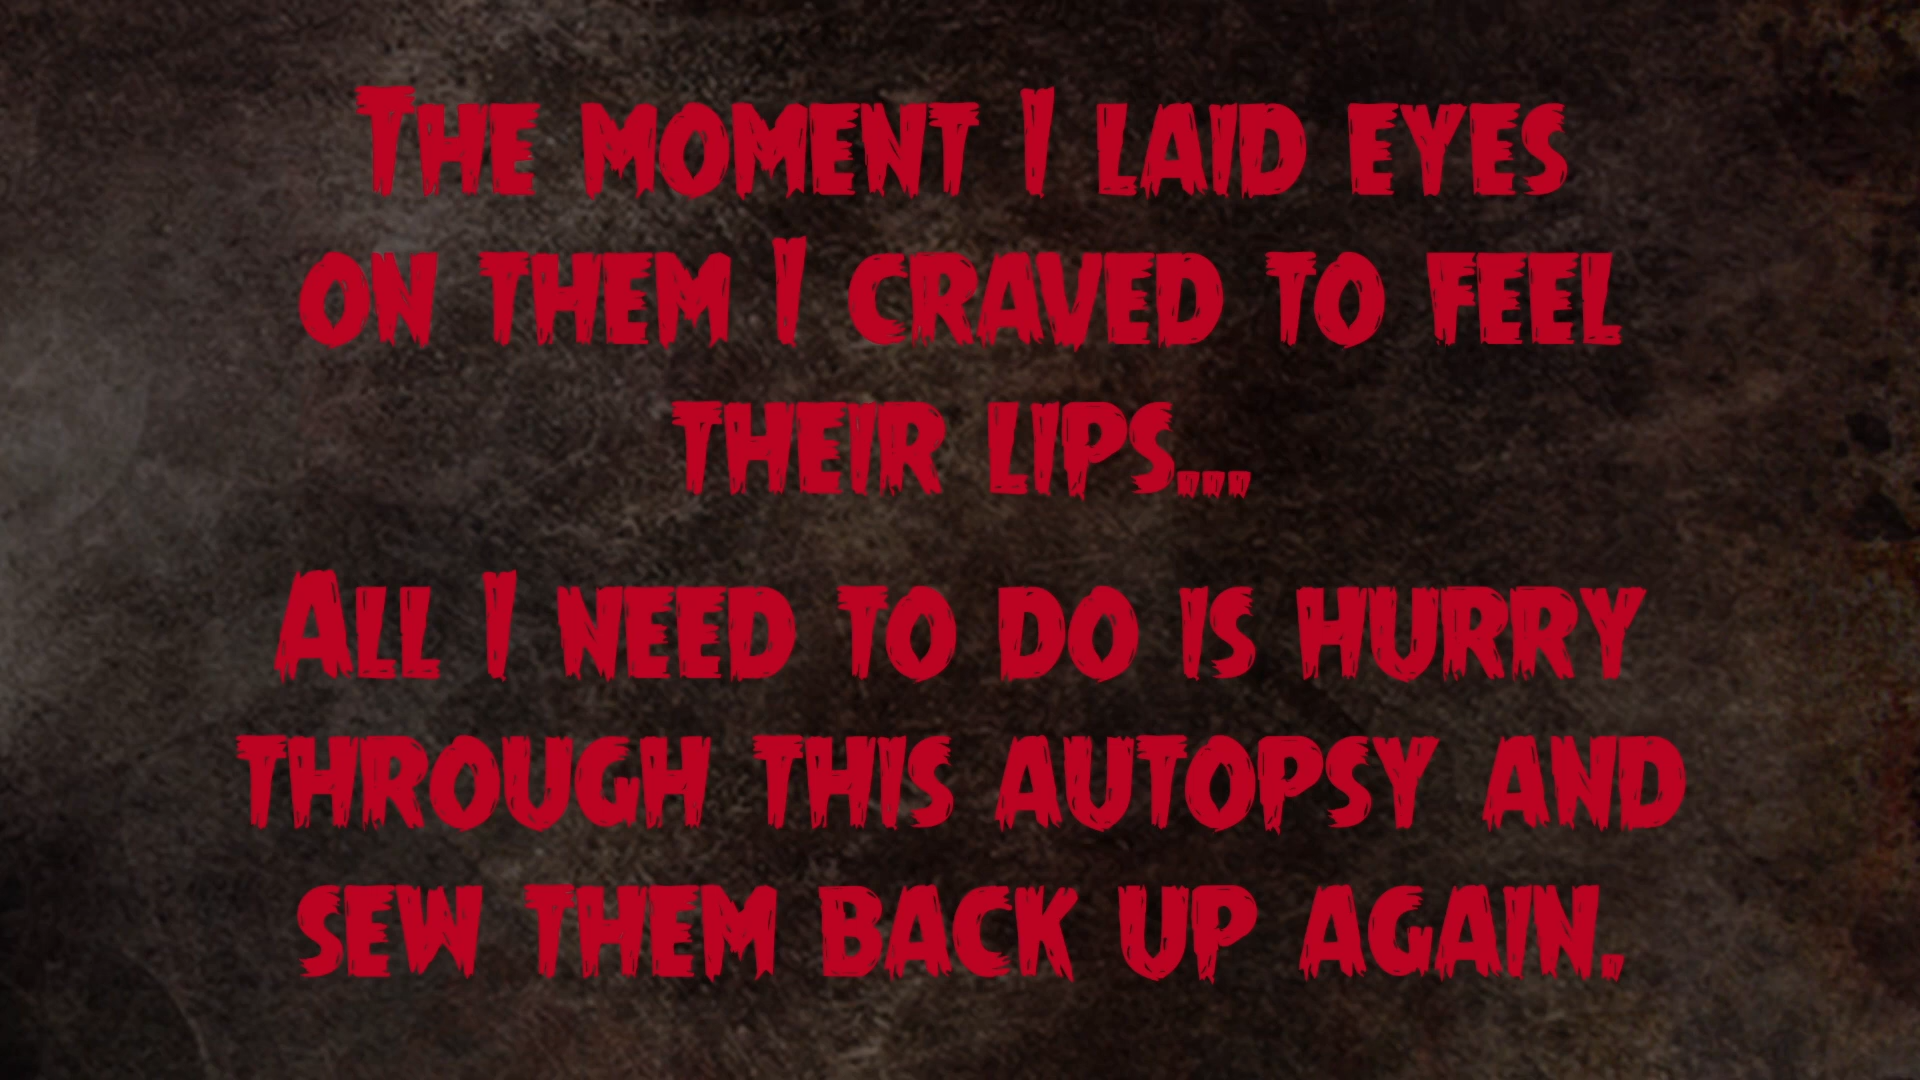 The moment I laid eyes
on them I craved to feel
their lips...
All I need to do is hurry
through this autopsy and
sew them back up again.